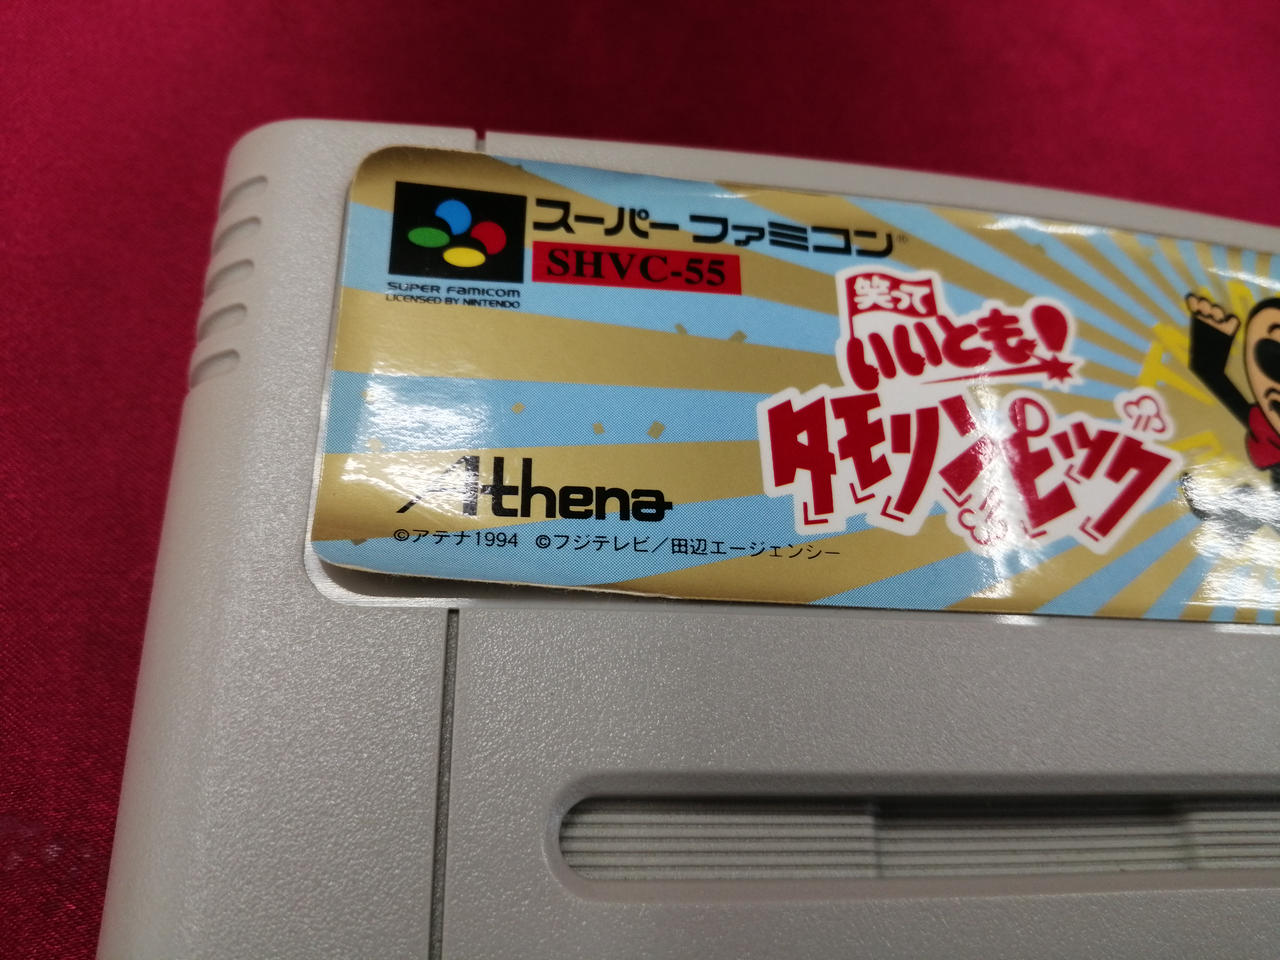 スーパーファミコン®
SHVC-55
SUPER FAMICOM
LICENSED BY NINTENDO
笑って
いいとも!
タモリンピック
Athena
©アテナ1994 ©フジテレビ/田辺エージェンシー